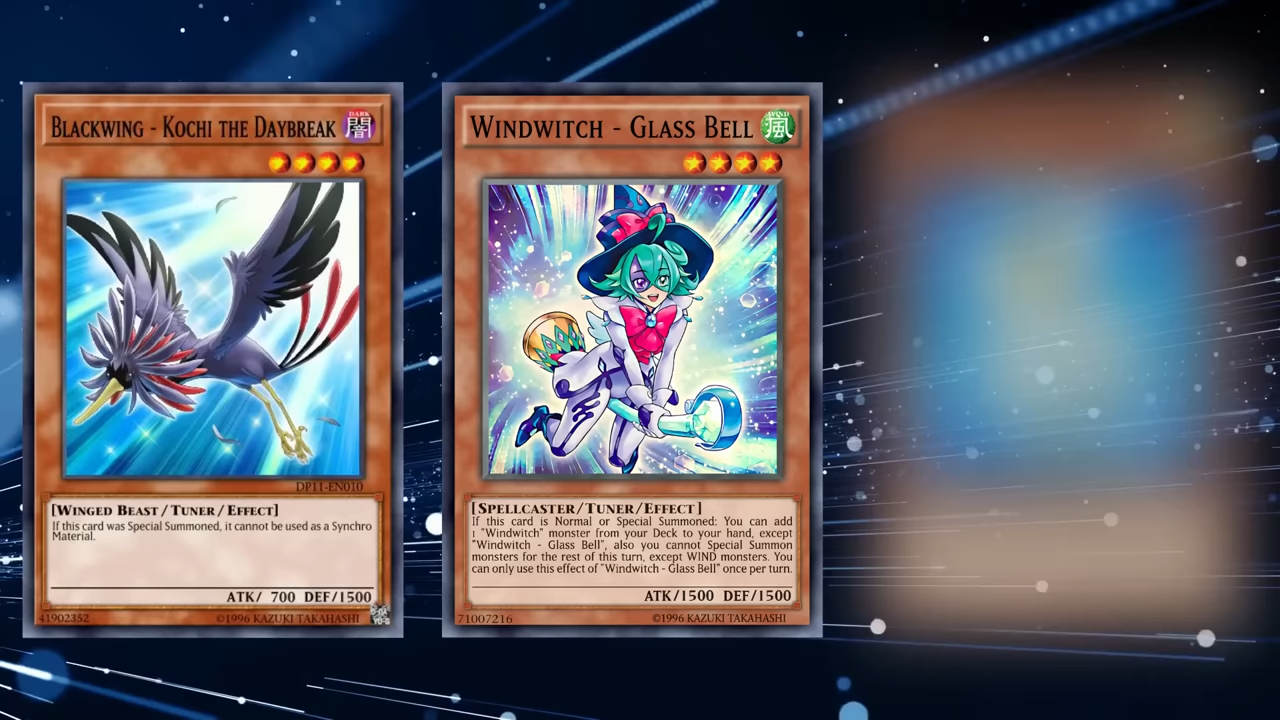 BLACKWING - KOCHI THE DAYBREAK
DARK
闇
DP11-EN010
[WINGED BEAST/TUNER/EFFECT]
If this card was Special Summoned, it cannot be used as a Synchro
Material.
ATK/ 700 DEF/1500
41902352
©1996 KAZUKI TAKAHASHI
WINDWITCH - GLASS BELL
WIND
風
[SPELLCASTER/TUNER/EFFECT]
If this card is Normal or Special Summoned: You can add
1 "Windwitch" monster from your Deck to your hand, except
"Windwitch - Glass Bell", also you cannot Special Summon
monsters for the rest of this turn, except WIND monsters. You
can only use this effect of "Windwitch - Glass Bell" once per turn.
ATK/1500 DEF/1500
71007216
©1996 KAZUKI TAKAHASHI